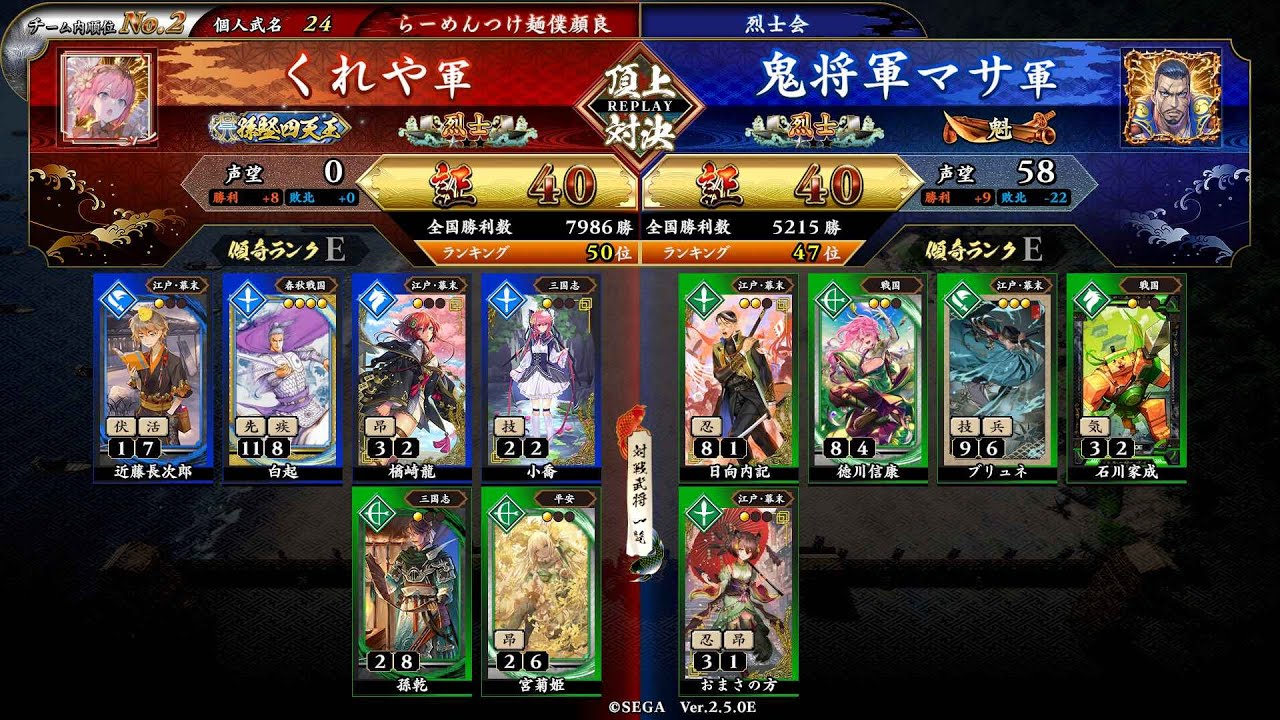 チーム内順位 No.2
個人武名 24
らーめんつけ麺僕顔良
烈士会
くれや軍
頂上
REPLAY
対決
鬼将軍マサ軍
孫堅四天王
烈士
烈士
魁
声望 0
勝利 +8 敗北 +0
証 40
証 40
声望 58
勝利 +9 敗北 -22
全国勝利数 7986勝
全国勝利数 5215勝
傾奇ランク E
ランキング 50位
ランキング 47位
傾奇ランク E
江戸・幕末
伏 活
1 7
近藤長次郎
春秋戦国
先 疾
11 8
白起
江戸・幕末
昂
3 2
楢崎龍
三国志
技
2 2
小喬
江戸・幕末
忍
8 1
日向内記
戦国
8 4
徳川信康
江戸・幕末
技 兵
9 6
ブリュネ
戦国
気
3 2
石川家成
対戦武将一覧
三国志
2 8
孫乾
平安
昂
2 6
宮菊姫
江戸・幕末
忍 昂
3 1
おまさの方
©SEGA Ver.2.5.0E